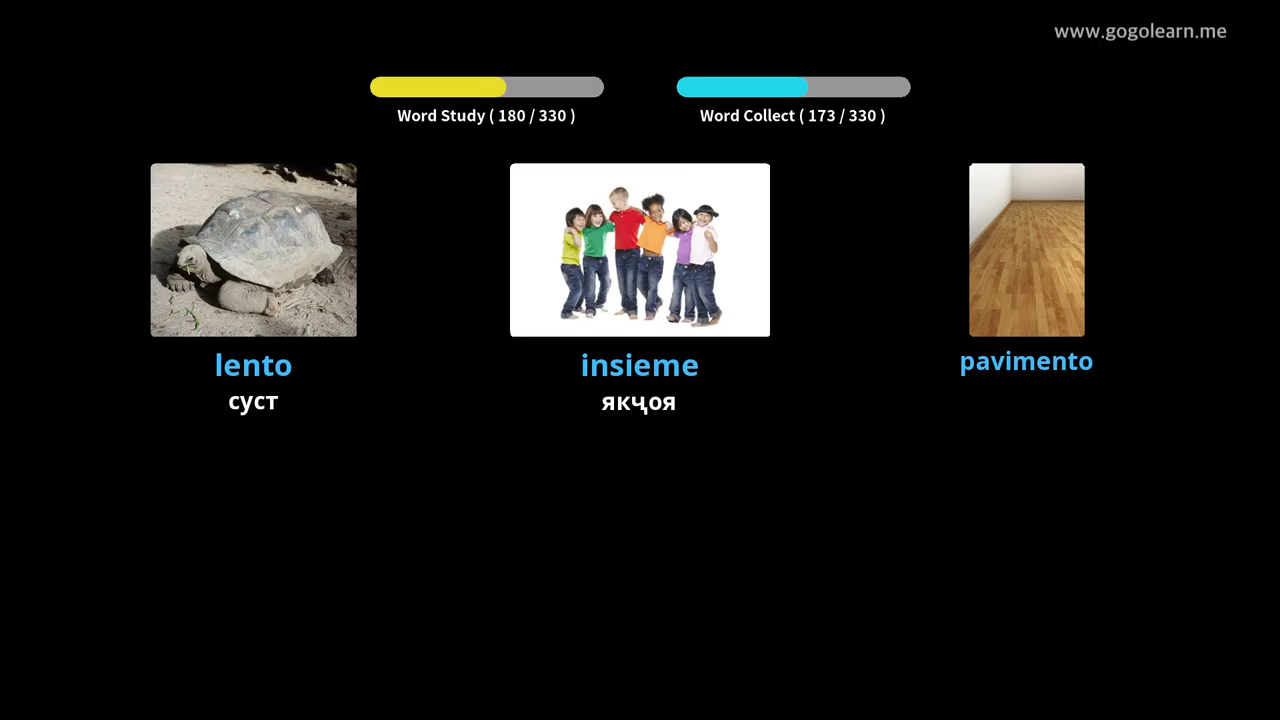 www.gogolearn.me
Word Study ( 180 / 330 )
Word Collect ( 173 / 330 )
lento
insieme
pavimento
суст
якҷоя